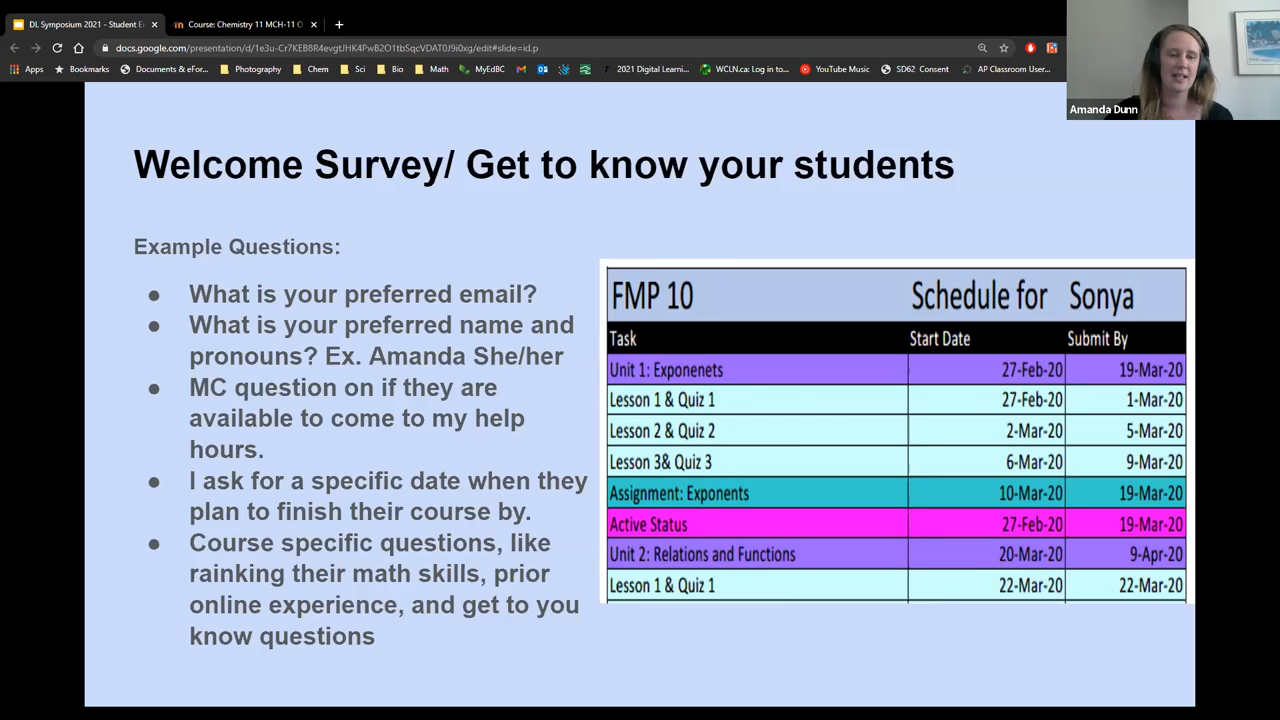 DL Symposium 2021 - Student E
Course: Chemistry 11 MCH-11 O
docs.google.com/presentation/d/1e3u-Cr7KEB8R4evgtUHK4PwB2O1tbSqcVDAT0J9i0xg/edit#slide=id.p
Apps Bookmarks Documents & eFor... Photography Chem Sci Bio Math MyEdBC 2021 Digital Learni... WCLN.ca: Log in to... YouTube Music SD62 Consent AP Classroom User...
Amanda Dunn
Welcome Survey/ Get to know your students
Example Questions:
● What is your preferred email?
● What is your preferred name and
pronouns? Ex. Amanda She/her
● MC question on if they are
available to come to my help
hours.
● I ask for a specific date when they
plan to finish their course by.
● Course specific questions, like
rainking their math skills, prior
online experience, and get to you
know questions
FMP 10 Schedule for Sonya
Task Start Date Submit By
Unit 1: Exponenets 27-Feb-20 19-Mar-20
Lesson 1 & Quiz 1 27-Feb-20 1-Mar-20
Lesson 2 & Quiz 2 2-Mar-20 5-Mar-20
Lesson 3& Quiz 3 6-Mar-20 9-Mar-20
Assignment: Exponents 10-Mar-20 19-Mar-20
Active Status 27-Feb-20 19-Mar-20
Unit 2: Relations and Functions 20-Mar-20 9-Apr-20
Lesson 1 & Quiz 1 22-Mar-20 22-Mar-20